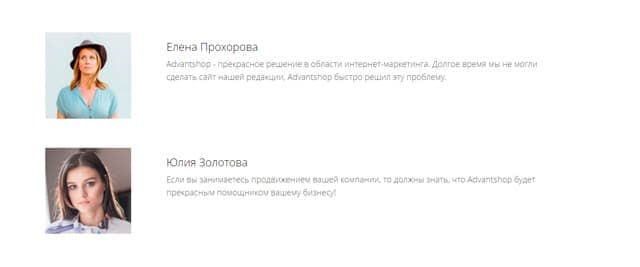 Елена Прохорова
Advantshop - прекрасное решение в области интернет-маркетинга. Долгое время мы не могли
сделать сайт нашей редакции, Advantshop быстро решил эту проблему.
Юлия Золотова
Если вы занимаетесь продвижением вашей компании, то должны знать, что Advantshop будет
прекрасным помощником вашему бизнесу!